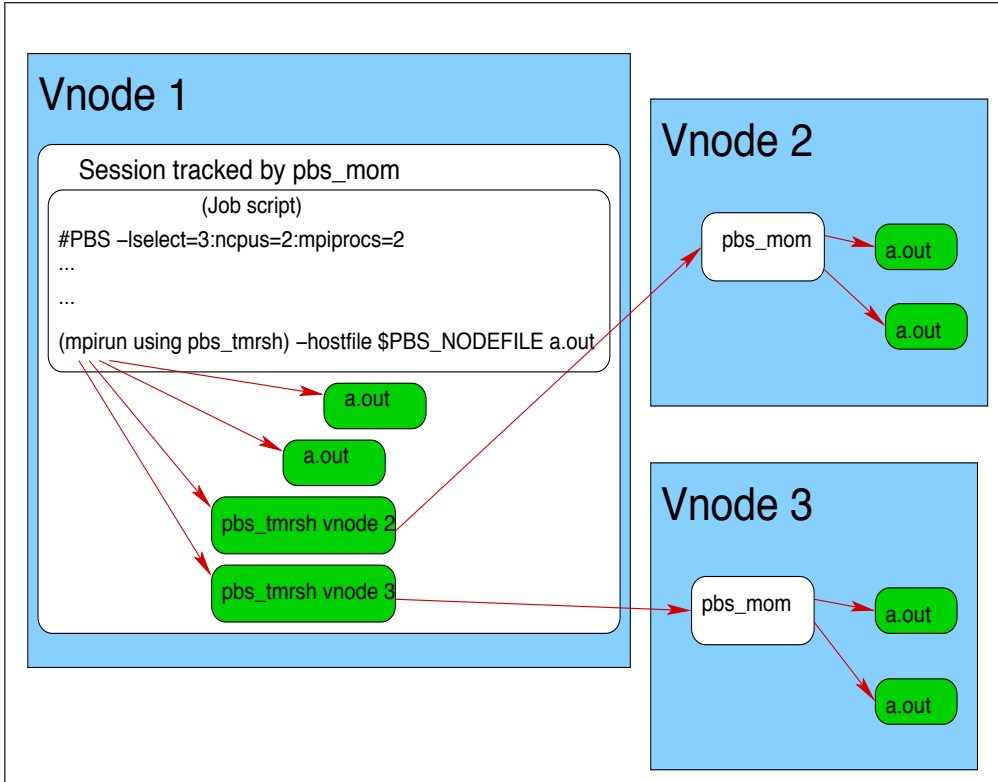 Vnode 1
Session tracked by pbs_mom
(Job script)
#PBS –lselect=3:ncpus=2:mpiprocs=2
...
...
(mpirun using pbs_tmrsh) –hostfile $PBS_NODEFILE a.out
a.out
a.out
pbs_tmrsh vnode 2
pbs_tmrsh vnode 3
Vnode 2
pbs_mom
a.out
a.out
Vnode 3
pbs_mom
a.out
a.out